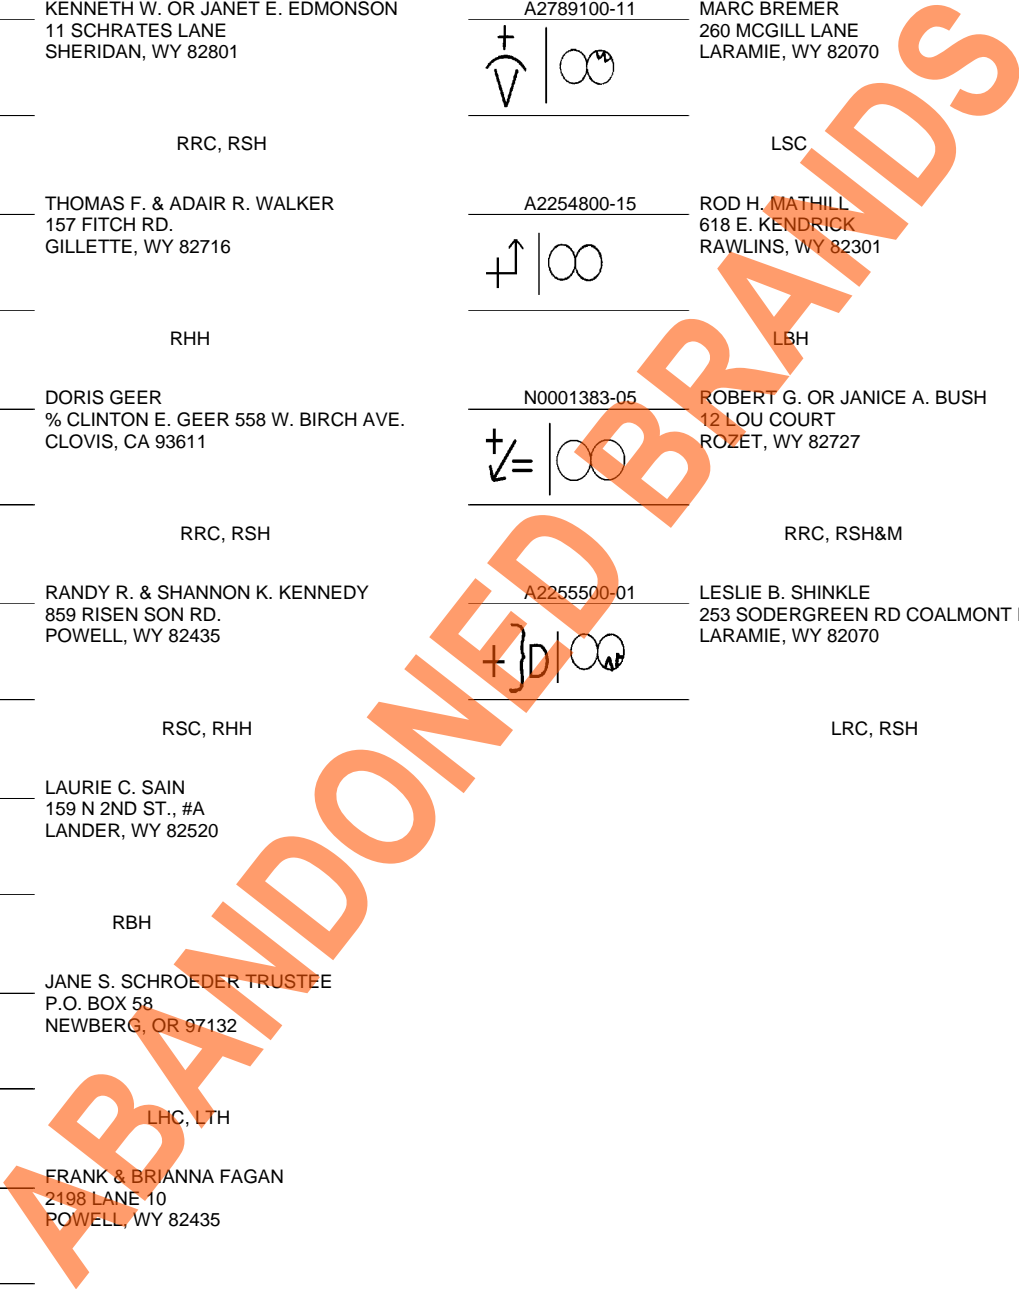 KENNETH W. OR JANET E. EDMONSON
11 SCHRATES LANE
SHERIDAN, WY 82801
RRC, RSH
THOMAS F. & ADAIR R. WALKER
157 FITCH RD.
GILLETTE, WY 82716
RHH
DORIS GEER
% CLINTON E. GEER 558 W. BIRCH AVE.
CLOVIS, CA 93611
RRC, RSH
RANDY R. & SHANNON K. KENNEDY
859 RISEN SON RD.
POWELL, WY 82435
RSC, RHH
LAURIE C. SAIN
159 N 2ND ST., #A
LANDER, WY 82520
RBH
JANE S. SCHROEDER TRUSTEE
P.O. BOX 58
NEWBERG, OR 97132
LHC, LTH
FRANK & BRIANNA FAGAN
2198 LANE 10
POWELL, WY 82435
A2789100-11
MARC BREMER
260 MCGILL LANE
LARAMIE, WY 82070
LSC
A2254800-15
ROD H. MATHILL
618 E. KENDRICK
RAWLINS, WY 82301
LBH
N0001383-05
ROBERT G. OR JANICE A. BUSH
12 LOU COURT
ROZET, WY 82727
RRC, RSH&M
A2255500-01
LESLIE B. SHINKLE
253 SODERGREEN RD COALMONT
LARAMIE, WY 82070
LRC, RSH
ABANDONED BRANDS